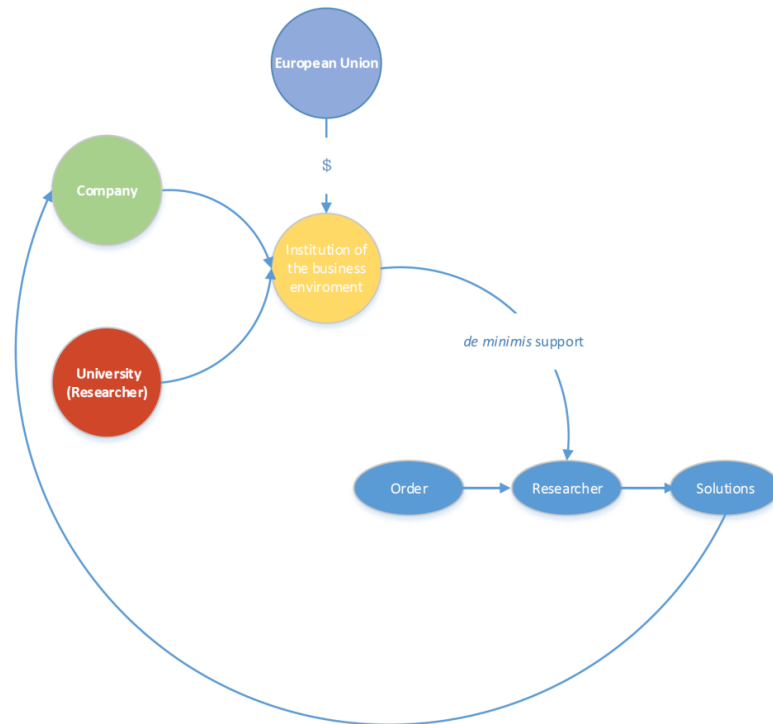 European Union
$
Company
Institution of
the business
enviroment
de minimis support
University
(Researcher)
Order
Researcher
Solutions